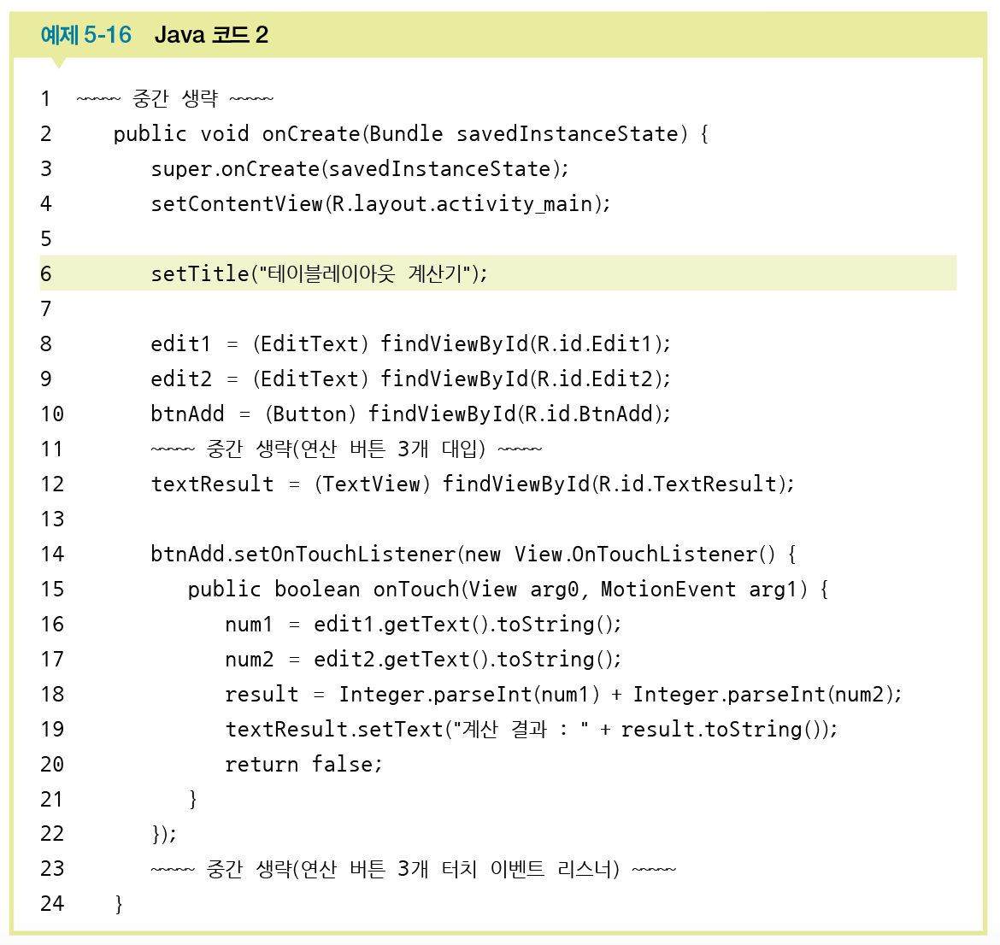 예제 5-16 Java 코드 2
1 ~~~~~ 중간 생략 ~~~~~
2 public void onCreate(Bundle savedInstanceState) {
3 super.onCreate(savedInstanceState);
4 setContentView(R.layout.activity_main);
5
6 setTitle("테이블레이아웃 계산기");
7
8 edit1 = (EditText) findViewById(R.id.Edit1);
9 edit2 = (EditText) findViewById(R.id.Edit2);
10 btnAdd = (Button) findViewById(R.id.BtnAdd);
11 ~~~~~ 중간 생략(연산 버튼 3개 대입) ~~~~~
12 textResult = (TextView) findViewById(R.id.TextResult);
13
14 btnAdd.setOnTouchListener(new View.OnTouchListener() {
15 public boolean onTouch(View arg0, MotionEvent arg1) {
16 num1 = edit1.getText().toString();
17 num2 = edit2.getText().toString();
18 result = Integer.parseInt(num1) + Integer.parseInt(num2);
19 textResult.setText("계산 결과 : " + result.toString());
20 return false;
21 }
22 });
23 ~~~~~ 중간 생략(연산 버튼 3개 터치 이벤트 리스너) ~~~~~
24 }